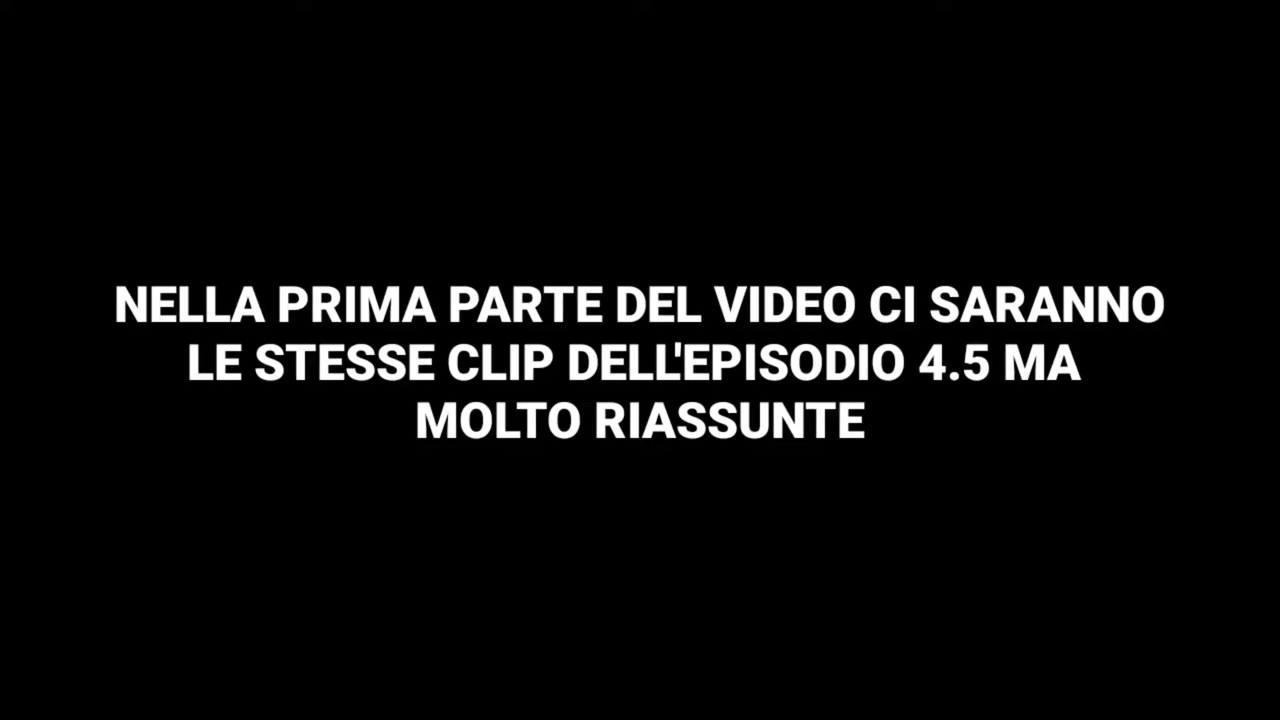 NELLA PRIMA PARTE DEL VIDEO CI SARANNO
LE STESSE CLIP DELL'EPISODIO 4.5 MA
MOLTO RIASSUNTE